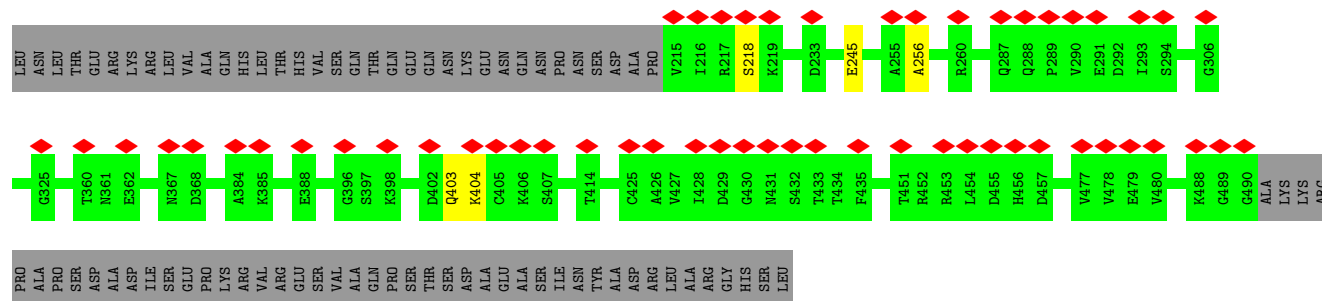 LEU ASN LEU THR GLU ARG LYS ARG LEU VAL ALA GLN HIS LEU THR HIS VAL SER GLN THR GLN GLU GLN ASN LYS GLU ASN GLN ASN PRO ASN SER ASP ALA PRO V215 I216 R217 S218 K219 D233 E245 A255 A256 R260 Q287 Q288 P289 V290 E291 D292 I293 S294 G306
G325 T360 N361 E362 N367 D368 A384 K385 E388 G396 S397 K398 D402 Q403 K404 C405 K406 S407 T414 C425 A426 V427 I428 D429 G430 N431 S432 T433 T434 F435 T451 R452 R453 L454 D455 H456 D457 V477 V478 E479 V480 K488 G489 G490 ALA LYS LYS ARG
PRO ALA PRO SER ASP ALA ASP ILE SER GLU PRO LYS ARG VAL ARG GLU SER VAL ALA GLN PRO SER THR SER ASP ALA GLU ALA SER ILE ASN TYR ALA ASP ARG LEU ALA ARG GLY HIS SER LEU